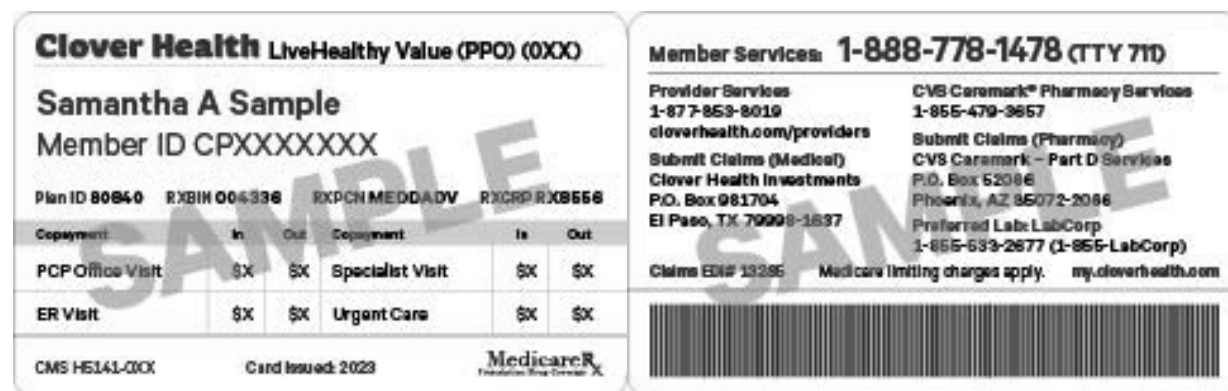 Clover Health LiveHealthy Value (PPO) (0XX)
Samantha A Sample
Member ID CPXXXXXXX
Plan ID 80840 RXBIN 004336 RXPCN MEDDADV RXGRP RX8556
Copayment In Out Copayment In Out
PCP Office Visit $X $X Specialist Visit $X $X
ER Visit $X $X Urgent Care $X $X
CMS H5141-0XX Card Issued: 2023 MedicareRx
SAMPLE
Member Services: 1-888-778-1478 (TTY 711)
Provider Services
1-877-853-8019
cloverhealth.com/providers
Submit Claims (Medical)
Clover Health Investments
P.O. Box 981704
El Paso, TX 79998-1637
CVS Caremark® Pharmacy Services
1-855-479-3657
Submit Claims (Pharmacy)
CVS Caremark – Part D Services
P.O. Box 52066
Phoenix, AZ 85072-2066
Preferred Lab: LabCorp
1-855-533-2677 (1-855-LabCorp)
Claims EDI# 13285 Medicare limiting charges apply. my.cloverhealth.com
SAMPLE